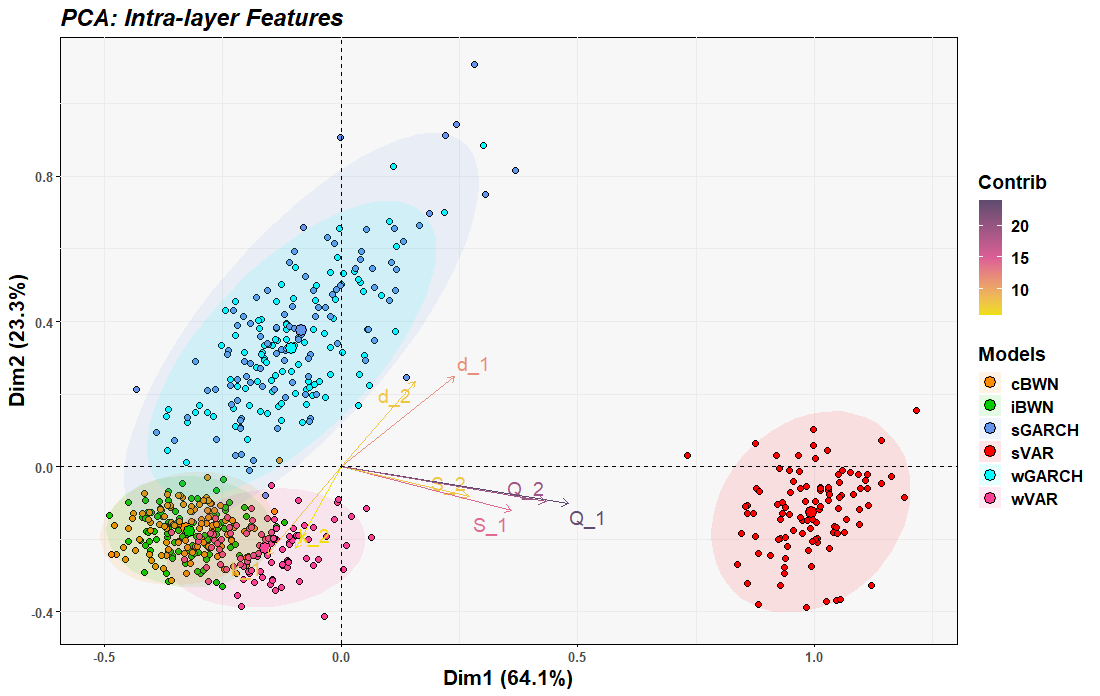 PCA: Intra-layer Features
Dim2 (23.3%)
0.8
0.4
0.0
-0.4
d_1
d_2
S_2
Q_2
S_1
Q_1
K_2
-0.5
0.0
0.5
1.0
Dim1 (64.1%)
Contrib
20
15
10
Models
cBWN
iBWN
sGARCH
sVAR
wGARCH
wVAR